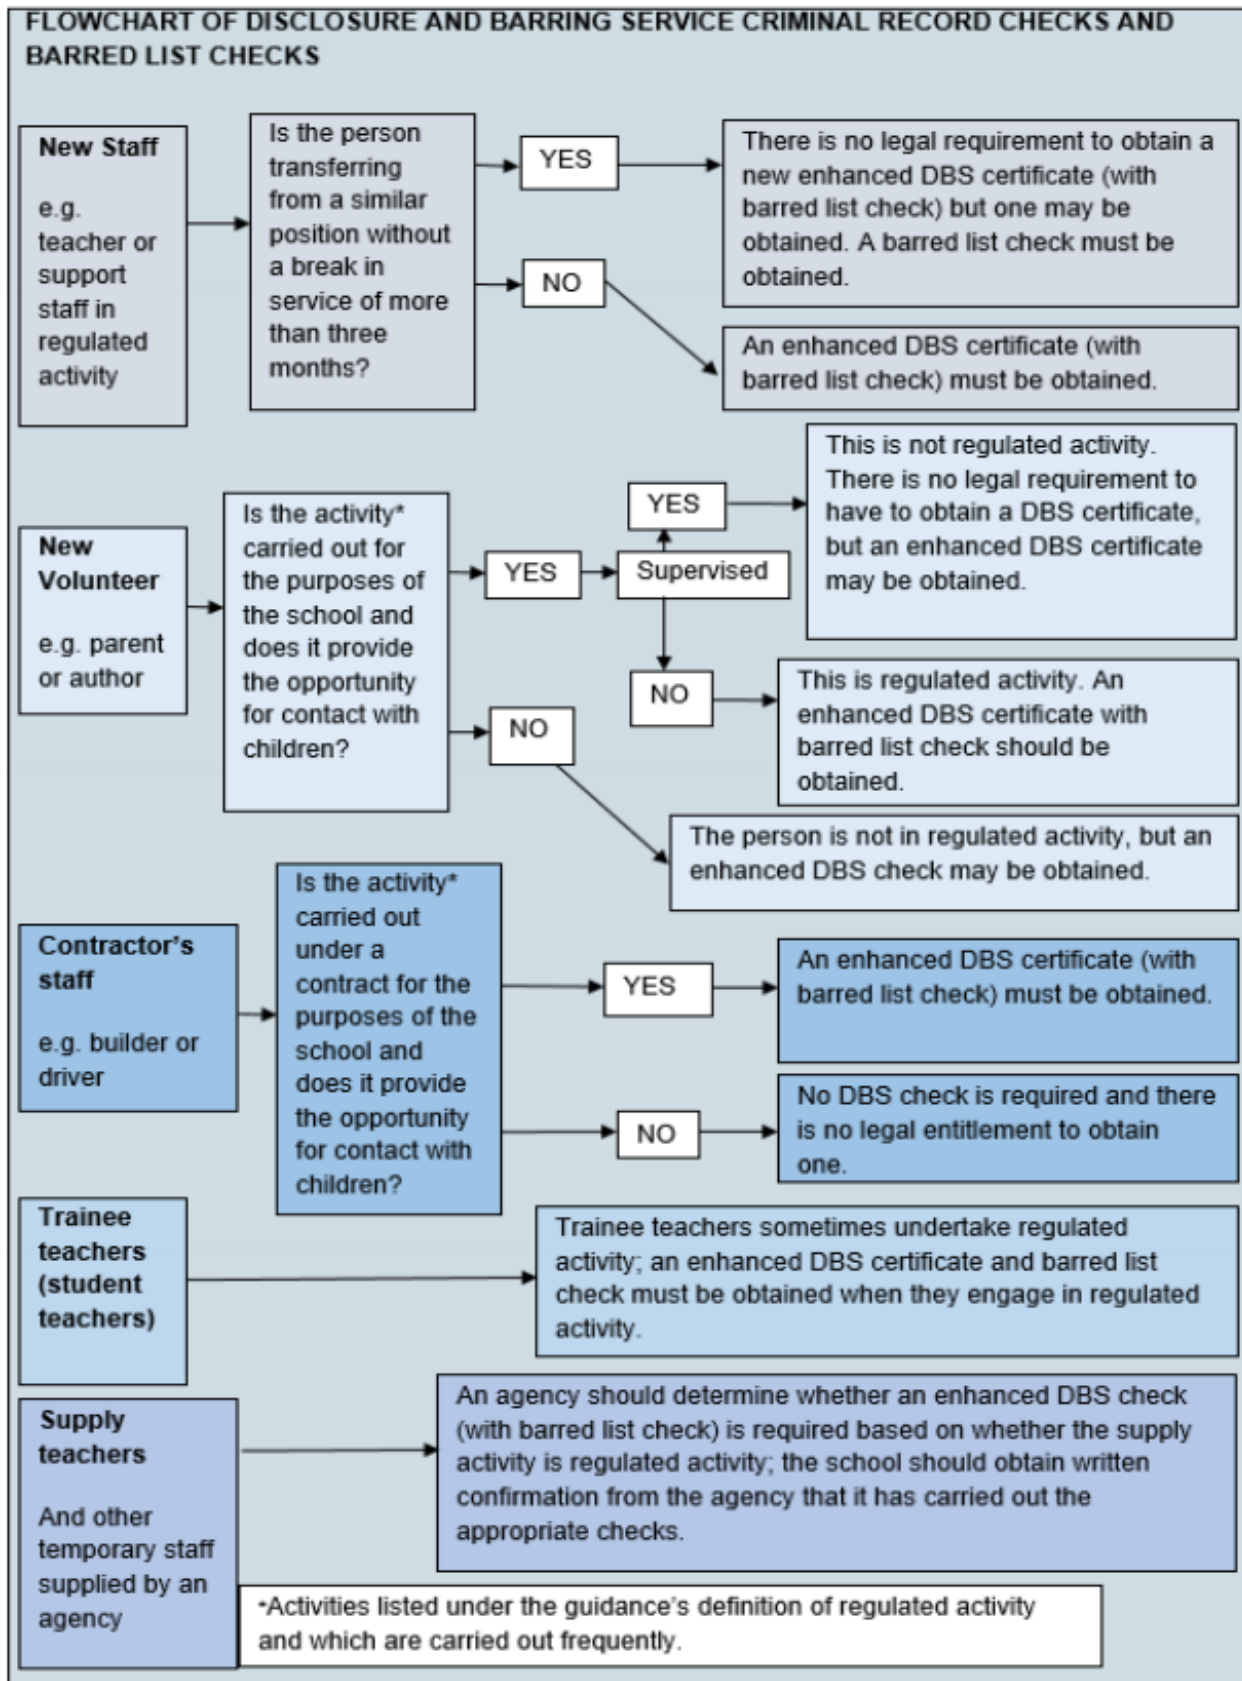 FLOWCHART OF DISCLOSURE AND BARRING SERVICE CRIMINAL RECORD CHECKS AND
BARRED LIST CHECKS
New Staff
e.g.
teacher or
support
staff in
regulated
activity
Is the person
transferring
from a similar
position without
a break in
service of more
than three
months?
YES
There is no legal requirement to obtain a
new enhanced DBS certificate (with
barred list check) but one may be
obtained. A barred list check must be
obtained.
NO
An enhanced DBS certificate (with
barred list check) must be obtained.
New
Volunteer
e.g. parent
or author
Is the activity*
carried out for
the purposes of
the school and
does it provide
the opportunity
for contact with
children?
YES
Supervised
YES
This is not regulated activity.
There is no legal requirement to
have to obtain a DBS certificate,
but an enhanced DBS certificate
may be obtained.
NO
This is regulated activity. An
enhanced DBS certificate with
barred list check should be
obtained.
NO
The person is not in regulated activity, but an
enhanced DBS check may be obtained.
Contractor's
staff
e.g. builder or
driver
Is the activity*
carried out
under a
contract for the
purposes of the
school and
does it provide
the opportunity
for contact with
children?
YES
An enhanced DBS certificate (with
barred list check) must be obtained.
NO
No DBS check is required and there
is no legal entitlement to obtain
one.
Trainee
teachers
(student
teachers)
Trainee teachers sometimes undertake regulated
activity; an enhanced DBS certificate and barred list
check must be obtained when they engage in regulated
activity.
Supply
teachers
And other
temporary staff
supplied by an
agency
An agency should determine whether an enhanced DBS check
(with barred list check) is required based on whether the supply
activity is regulated activity; the school should obtain written
confirmation from the agency that it has carried out the
appropriate checks.
*Activities listed under the guidance's definition of regulated activity
and which are carried out frequently.